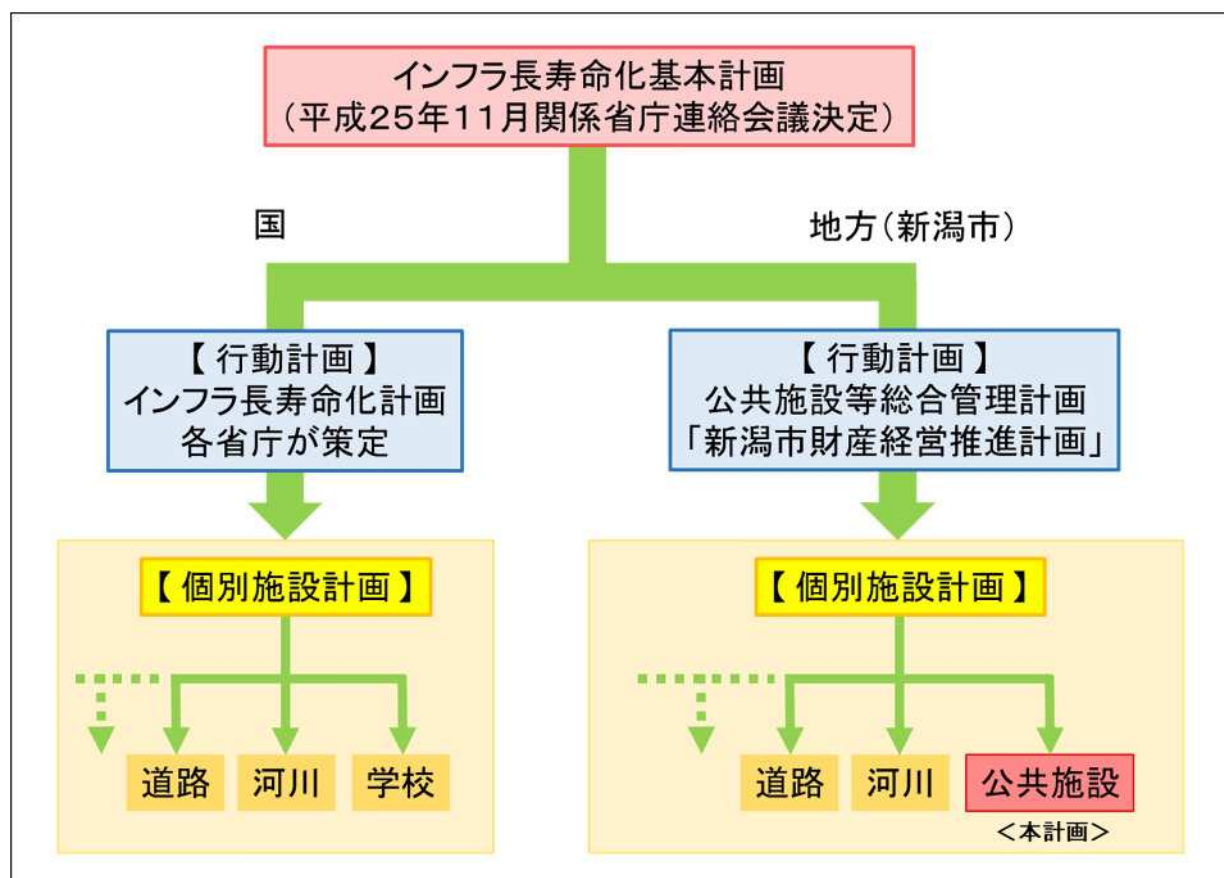 インフラ長寿命化基本計画
（平成２５年１１月関係省庁連絡会議決定）
国
地方（新潟市）
【 行動計画 】
インフラ長寿命化計画
各省庁が策定
【 行動計画 】
公共施設等総合管理計画
「新潟市財産経営推進計画」
【 個別施設計画 】
道路
河川
学校
【 個別施設計画 】
道路
河川
公共施設
＜本計画＞